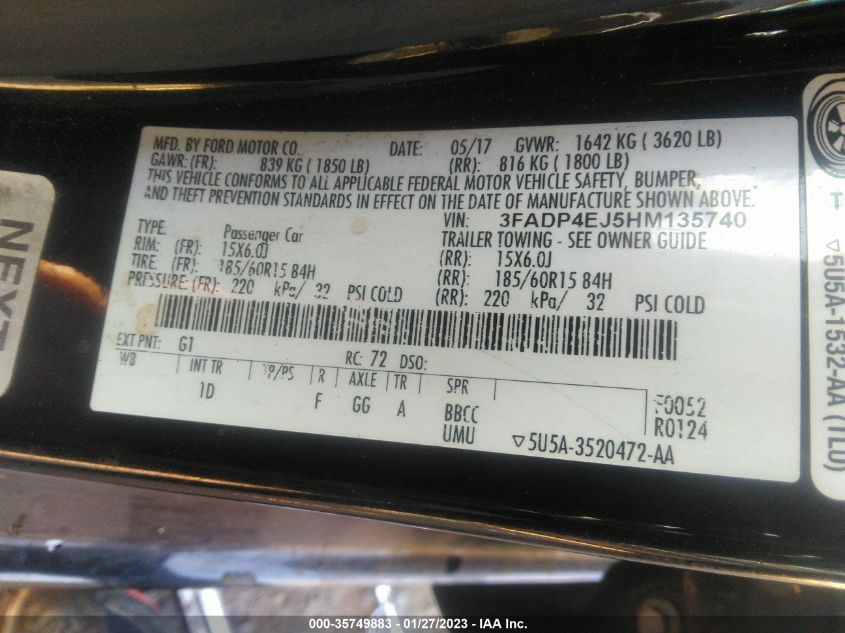 MFD. BY FORD MOTOR CO. DATE: 05/17 GVWR: 1642 KG ( 3620 LB)
GAWR: (FR): 839 KG ( 1850 LB) (RR): 816 KG ( 1800 LB)
THIS VEHICLE CONFORMS TO ALL APPLICABLE FEDERAL MOTOR VEHICLE SAFETY, BUMPER,
AND THEFT PREVENTION STANDARDS IN EFFECT ON THE DATE OF MANUFACTURE SHOWN ABOVE.
VIN: 3FADP4EJ5HM135740
TYPE: Passenger Car TRAILER TOWING - SEE OWNER GUIDE
RIM: (FR): 15X6.0J (RR): 15X6.0J
TIRE: (FR): 185/60R15 84H (RR): 185/60R15 84H
PRESSURE: (FR): 220 kPa/ 32 PSI COLD (RR): 220 kPa/ 32 PSI COLD
EXT PNT: G1 RC: 72 DSO:
WB INT TR TP/PS R AXLE TR SPR
1D F GG A BBCC F0052
UMU R0124
▽5U5A-3520472-AA
NEXT
▽5U5A-1532-AA (TLU)
000-35749883 / 01/27/2023 / IAA Inc.